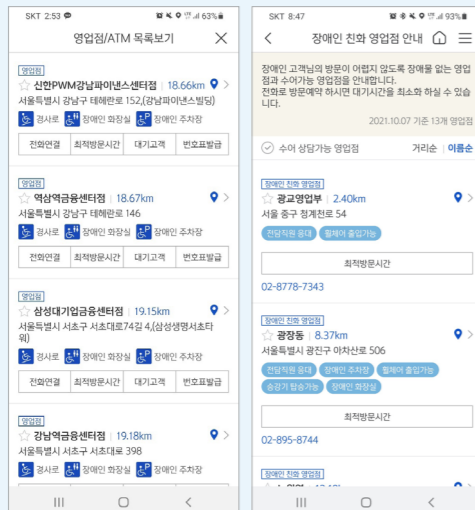 SKT 2:53
63%
영업점/ATM 목록보기
영업점
신한PWM강남파이낸스센터점 | 18.66km
서울특별시 강남구 테헤란로 152,(강남파이낸스빌딩)
경사로 장애인 화장실 장애인 주차장
전화연결 최적방문시간 대기고객 번호표발급
영업점
역삼역금융센터점 | 18.67km
서울특별시 강남구 테헤란로 146
경사로 장애인 화장실 장애인 주차장
전화연결 최적방문시간 대기고객 번호표발급
영업점
삼성대기업금융센터점 | 19.15km
서울특별시 서초구 서초대로74길 4,(삼성생명서초타
워)
경사로 장애인 화장실 장애인 주차장
전화연결 최적방문시간 대기고객 번호표발급
영업점
강남역금융센터점 | 19.18km
서울특별시 서초구 서초대로 398
경사로 장애인 화장실 장애인 주차장
SKT 8:47
93%
장애인 친화 영업점 안내
장애인 고객님의 방문이 어렵지 않도록 장애물 없는 영업
점과 수어가능 영업점을 안내합니다.
전화로 방문예약 하시면 대기시간을 최소화 하실 수 있습
니다.
2021.10.07 기준 13개 영업점
수어 상담가능 영업점 거리순 | 이름순
장애인 친화 영업점
광교영업부 | 2.40km
서울 중구 청계천로 54
전담직원 응대 휠체어 출입가능
최적방문시간
02-8778-7343
장애인 친화 영업점
광장동 | 8.37km
서울특별시 광진구 아차산로 506
전담직원 응대 장애인 주차장 휠체어 출입가능
승강기 탑승가능 장애인 화장실
최적방문시간
02-895-8744
장애인 친화 영업점